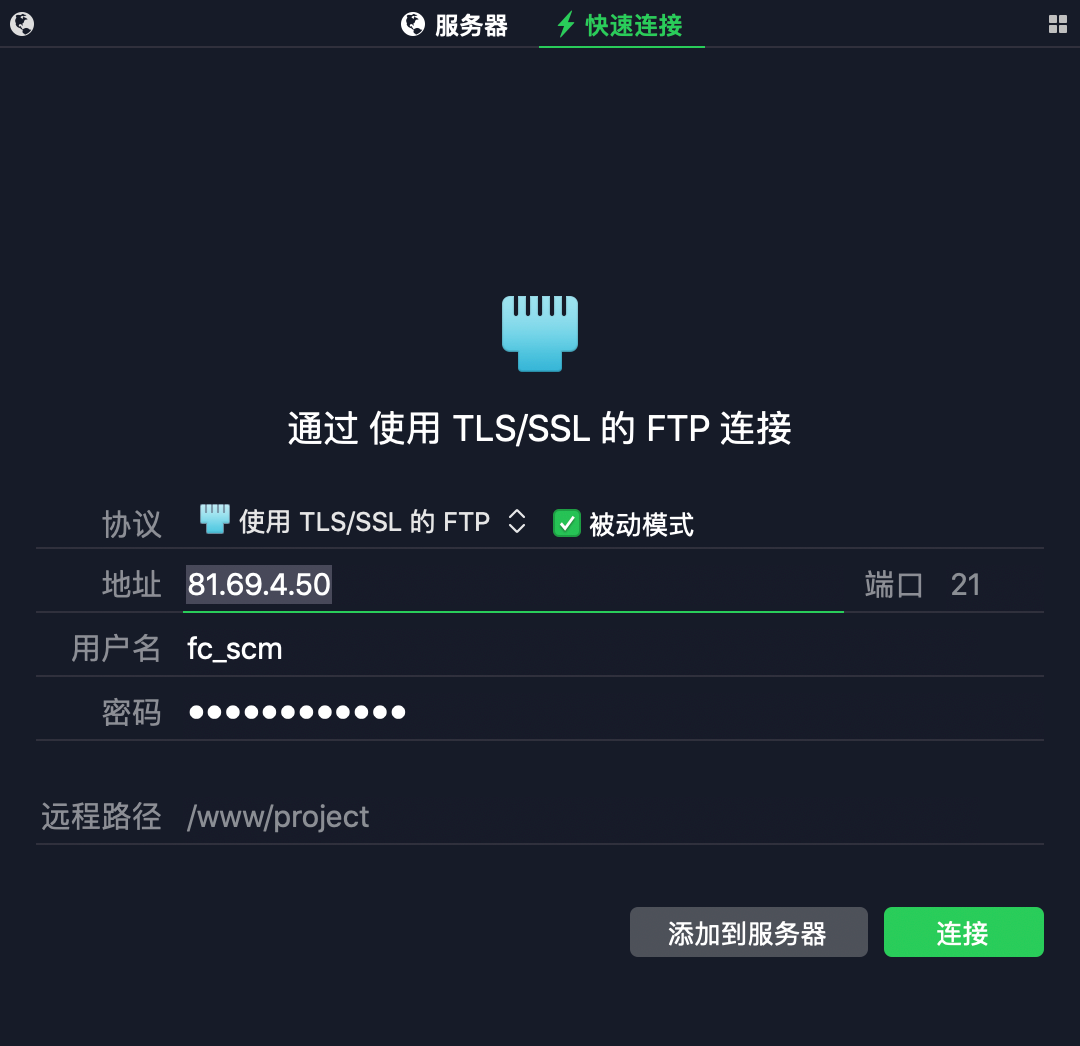 服务器 快速连接
通过 使用 TLS/SSL 的 FTP 连接
协议 使用 TLS/SSL 的 FTP 被动模式
地址 81.69.4.50 端口 21
用户名 fc_scm
密码 ●●●●●●●●●●●●
远程路径 /www/project
添加到服务器 连接